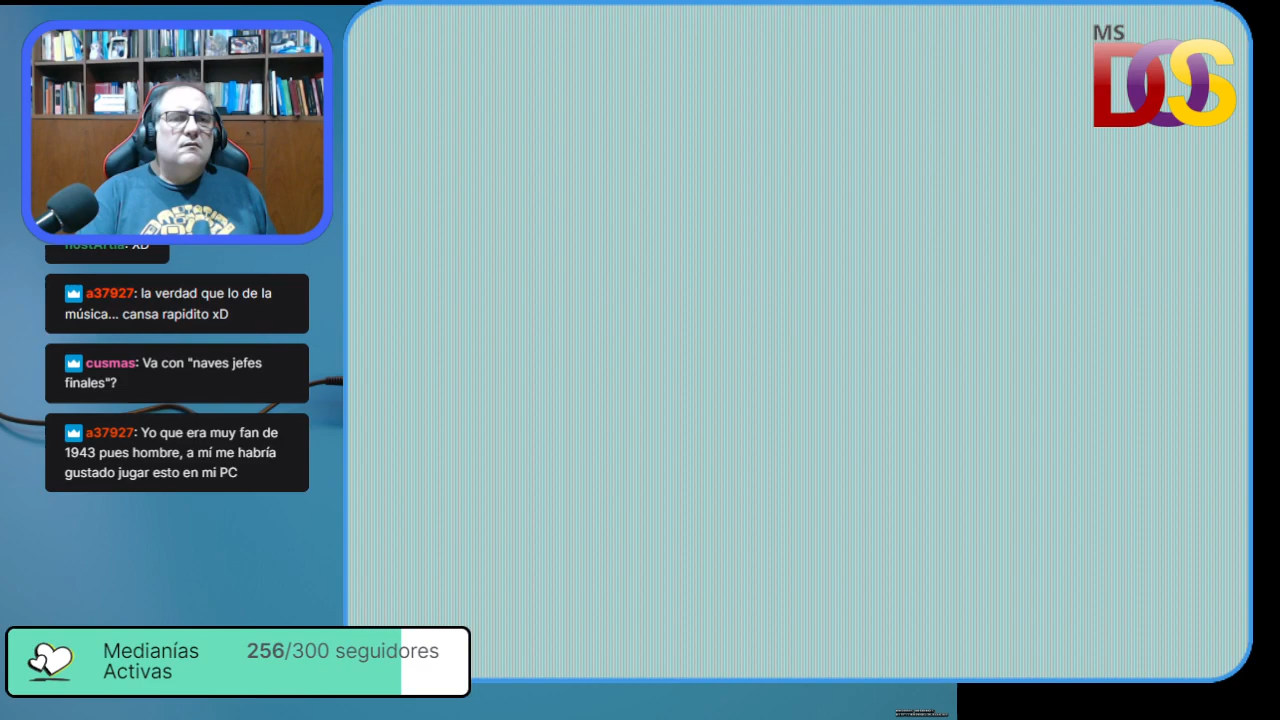 MS
DOS
hostArtia: XD
a37927: la verdad que lo de la
música... cansa rapidito xD
cusmas: Va con "naves jefes
finales"?
a37927: Yo que era muy fan de
1943 pues hombre, a mí me habría
gustado jugar esto en mi PC
Medianías
Activas
256/300 seguidores